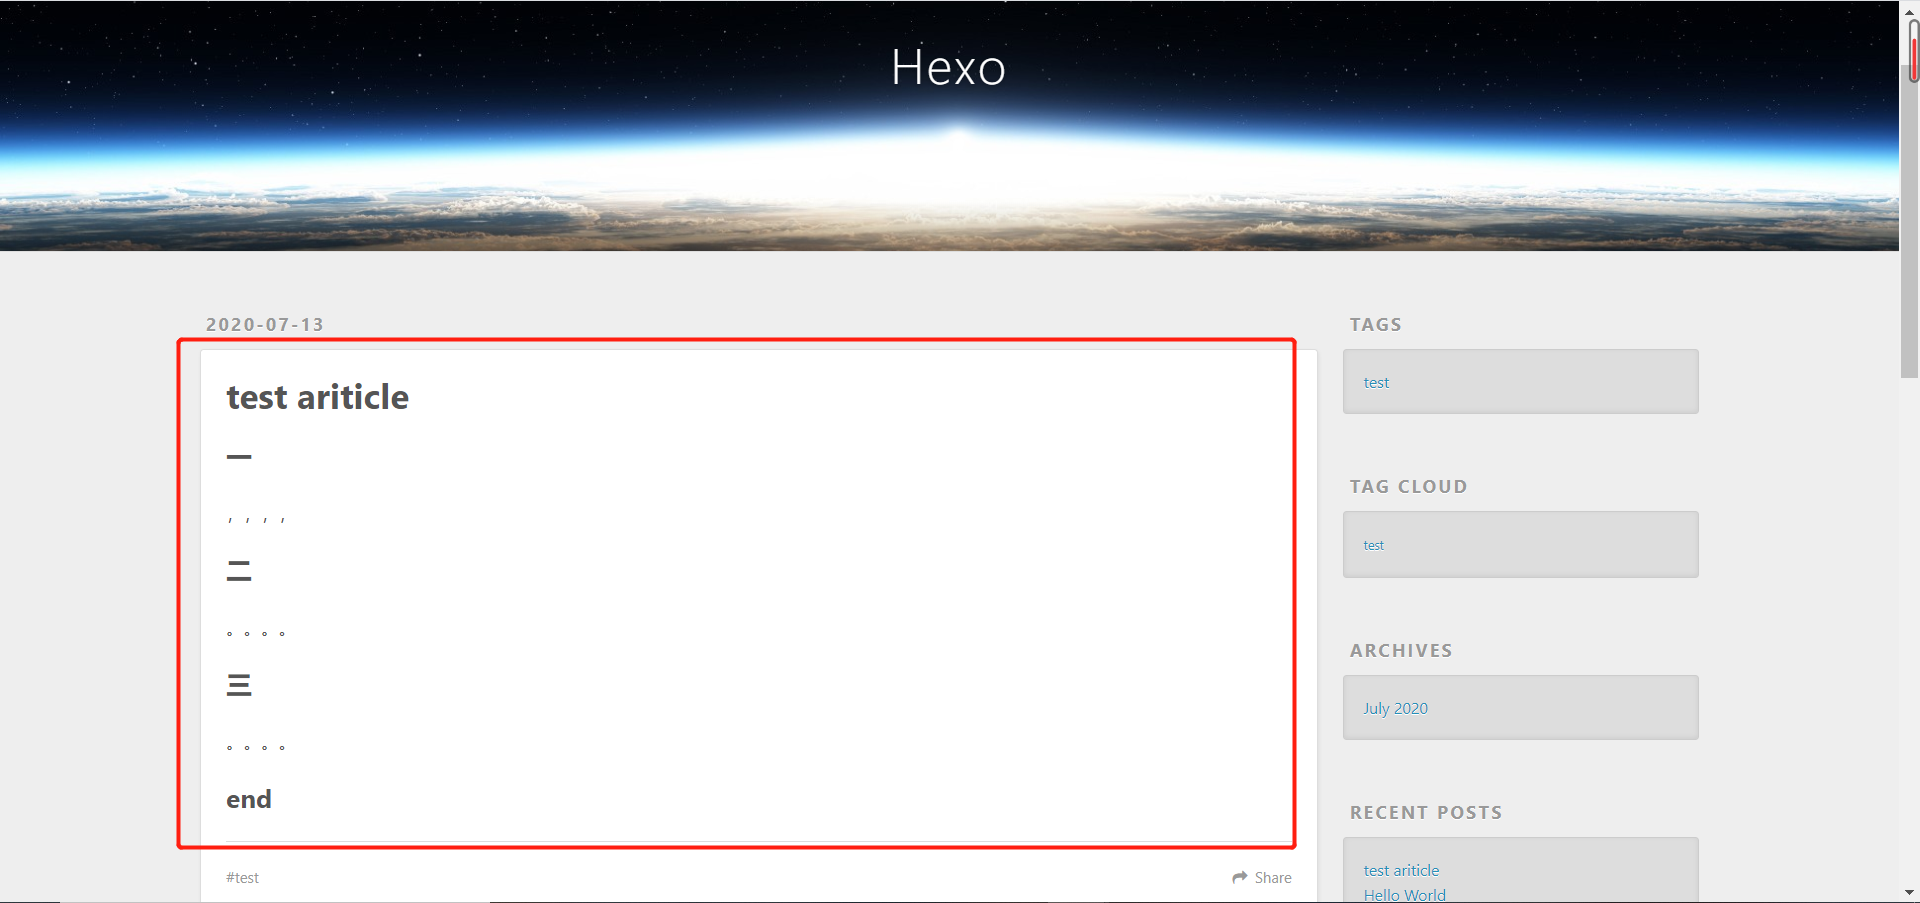 Hexo
2020-07-13
test ariticle
一
，，，，
二
。。。。
三
。。。。
end
#test
Share
TAGS
test
TAG CLOUD
test
ARCHIVES
July 2020
RECENT POSTS
test ariticle
Hello World